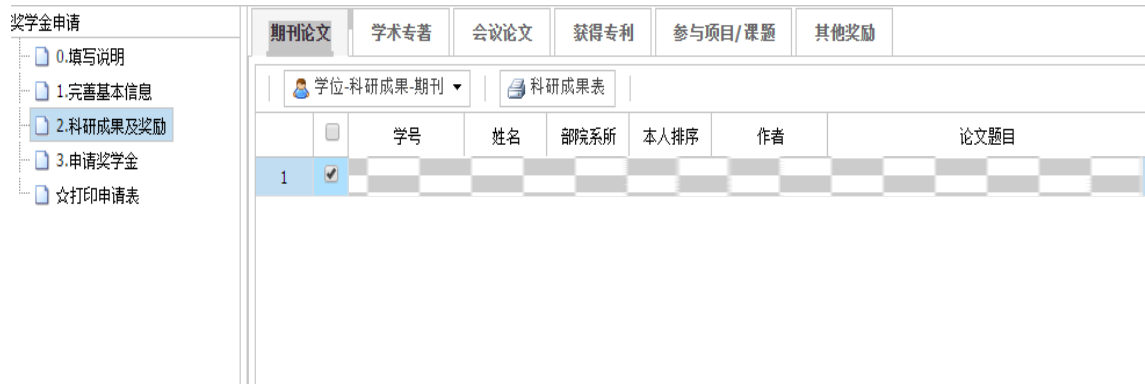 奖学金申请
0.填写说明
1.完善基本信息
2.科研成果及奖励
3.申请奖学金
☆打印申请表
期刊论文 学术专著 会议论文 获得专利 参与项目/课题 其他奖励
学位-科研成果-期刊 科研成果表
学号 姓名 部院系所 本人排序 作者 论文题目
1